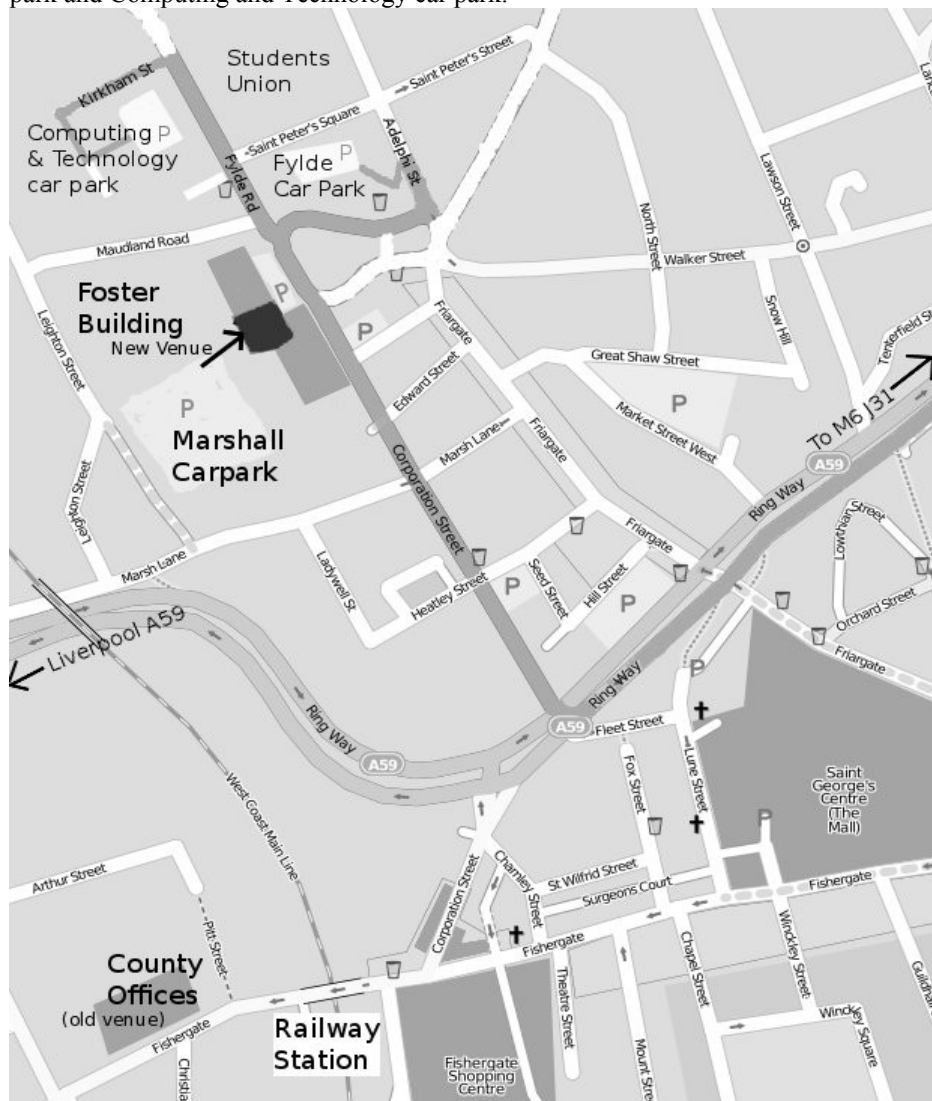 park and Computing and Technology car park.
Students
Union
Saint Peter's Street
Kirkham St
Saint Peter's Square
Computing P
& Technology
car park
Fylde
Car Park
P
Adelphi St
Fylde Rd
Lawson Street
North Street
Maudland Road
Walker Street
Foster
Building
New Venue
P
P
Friargate
Snow Hill
Leighton Street
Great Shaw Street
Edward Street
Market Street West
P
To M6 J31
A59
P
Marshall
Carpark
Marsh Lane
Friargate
Corporation Street
Ring Way
Leighton Street
Marsh Lane
Ladywell St
Friargate
Lowthian Street
Heatley Street
P
Seed Street
Hill Street
P
Orchard Street
Friargate
Liverpool A59
Ring Way
Ring Way
P
A59
Fleet Street
A59
Lune Street
Fox Street
Saint
George's
Centre
(The
Mall)
P
West Coast Main Line
Charnley Street
St Wilfrid Street
Surgeons Court
Fishergate
Arthur Street
Corporation Street
Pitt Street
Fishergate
Chapel Street
Winckley Street
Theatre Street
County
Offices
(old venue)
Fishergate
Railway
Station
Winckley Square
Fishergate
Shopping
Centre